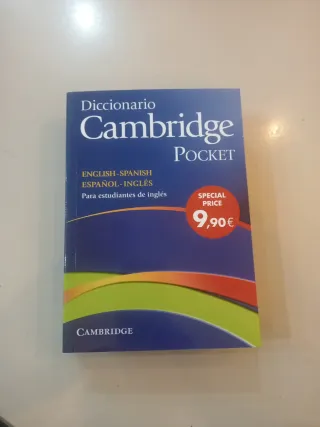 Diccionario
Cambridge
POCKET
ENGLISH-SPANISH
ESPAÑOL-INGLÉS
Para estudiantes de inglés
SPECIAL
PRICE
9,90€
CAMBRIDGE